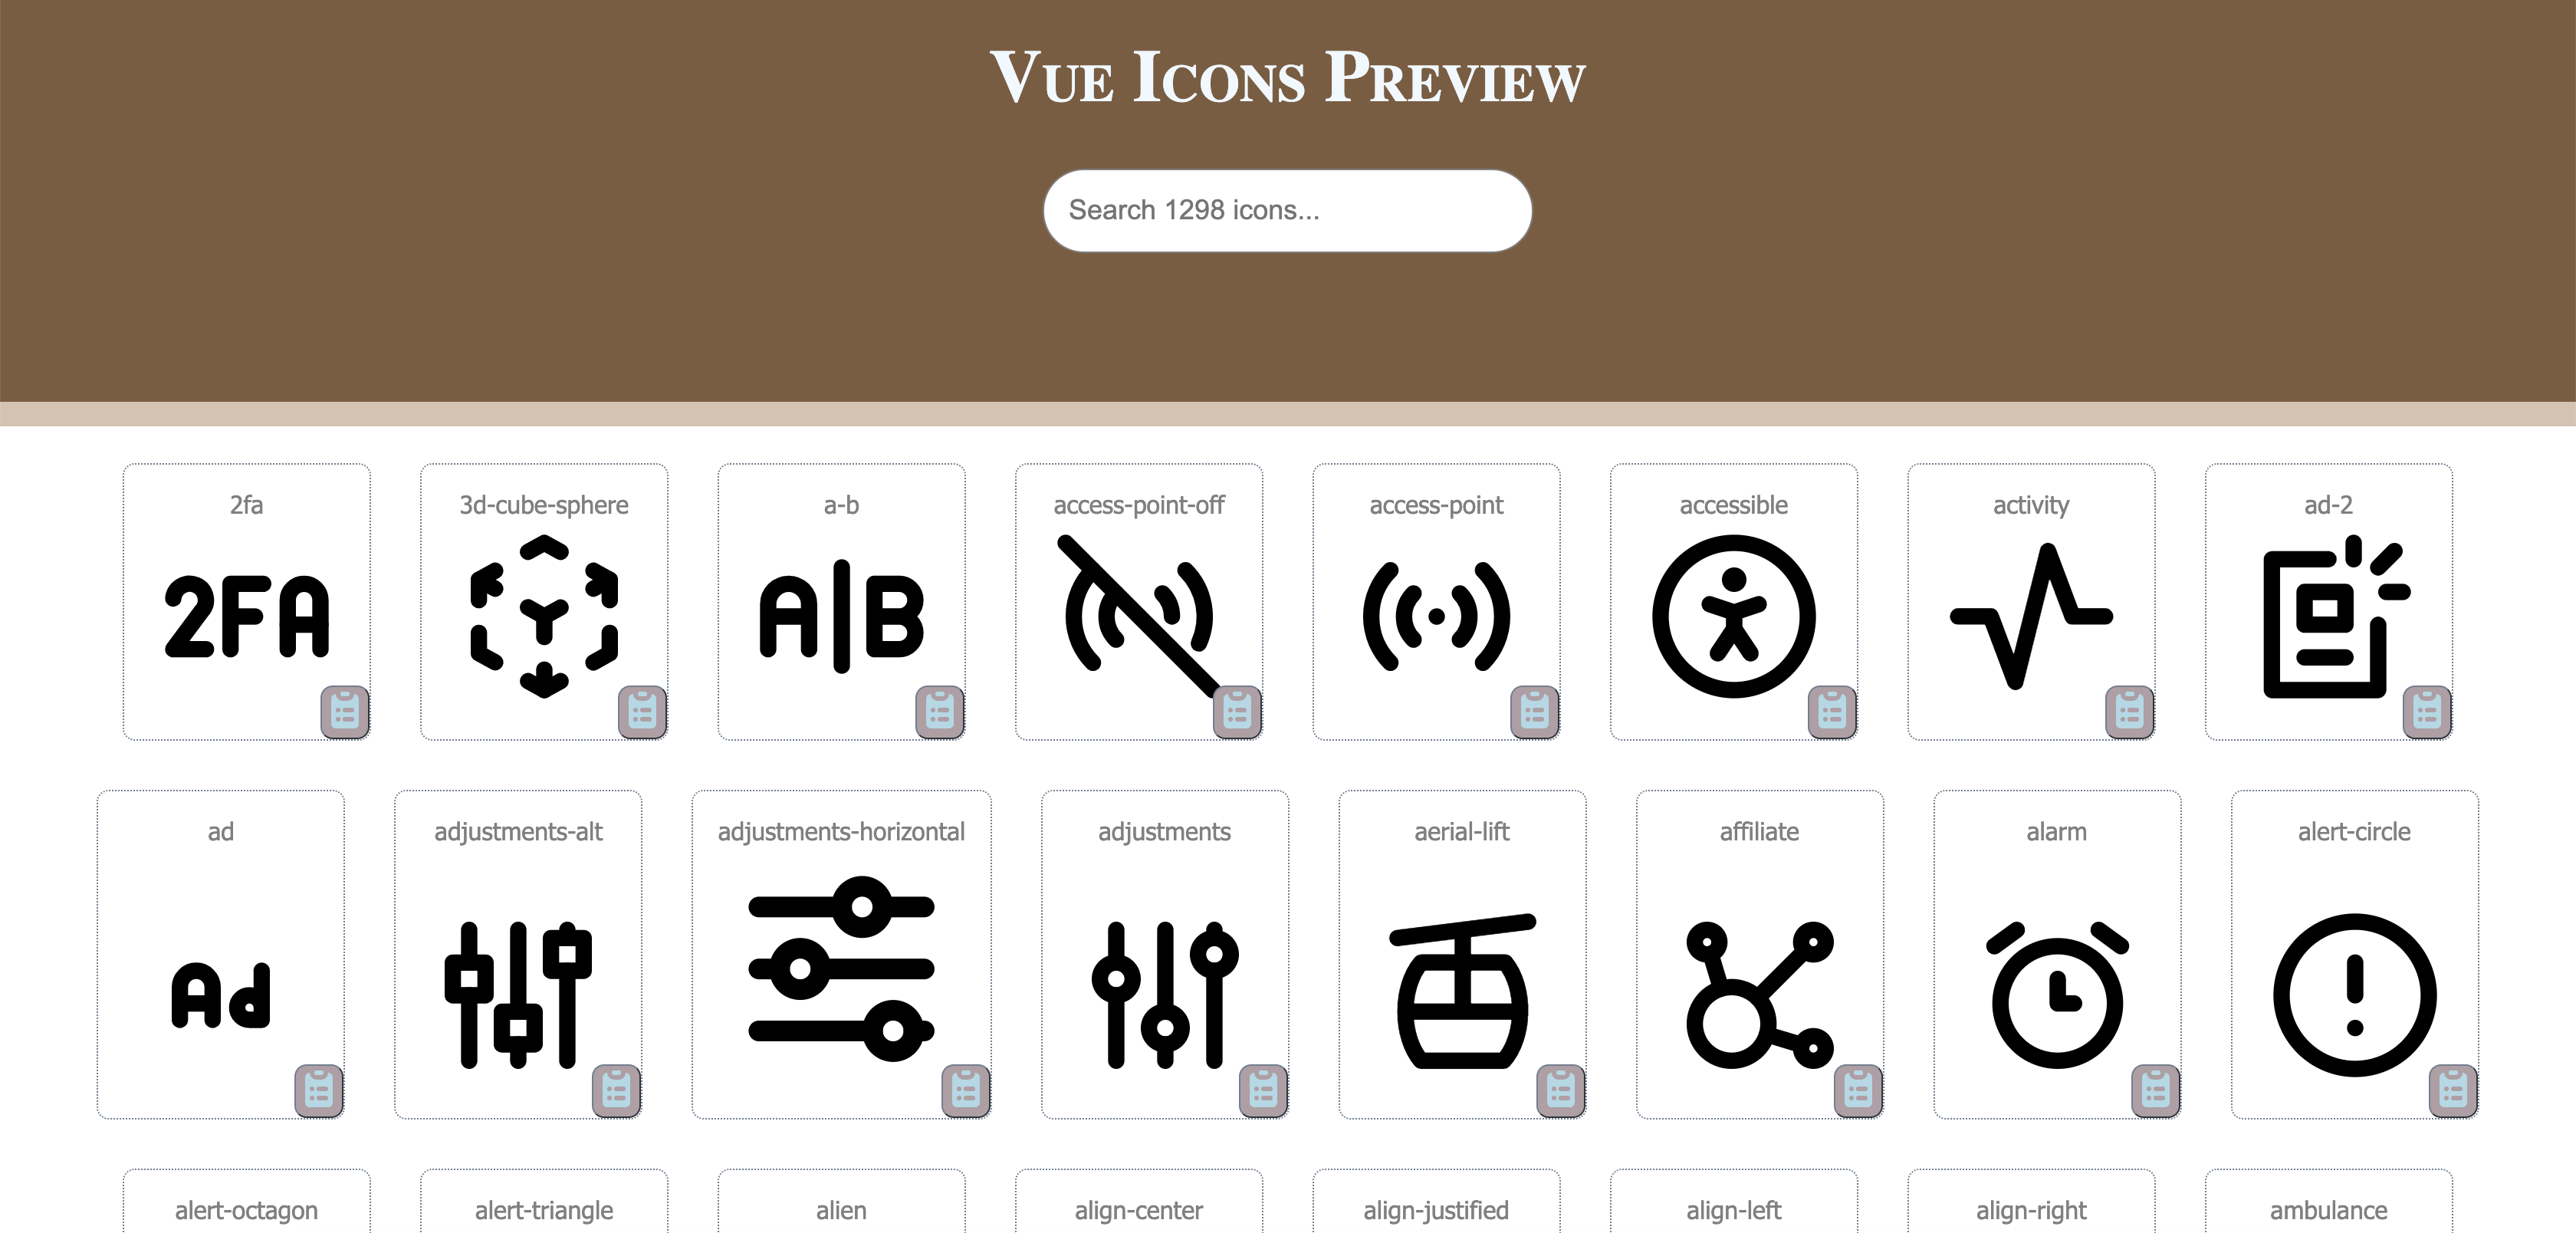 Vue Icons Preview
Search 1298 icons...
2fa 3d-cube-sphere a-b access-point-off access-point accessible activity ad-2
2FA A|B
ad adjustments-alt adjustments-horizontal adjustments aerial-lift affiliate alarm alert-circle
Ad !
alert-octagon alert-triangle alien align-center align-justified align-left align-right ambulance